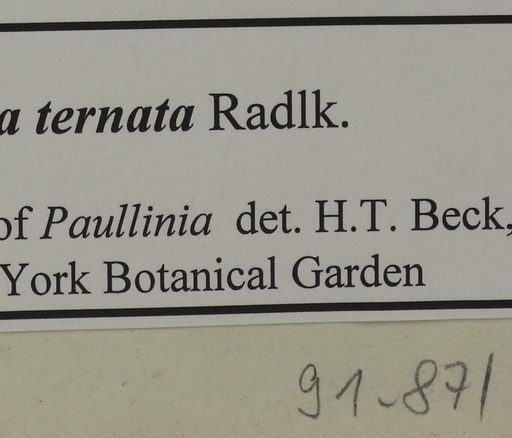 a ternata Radlk.
of Paullinia det. H.T. Beck,
York Botanical Garden
91-871